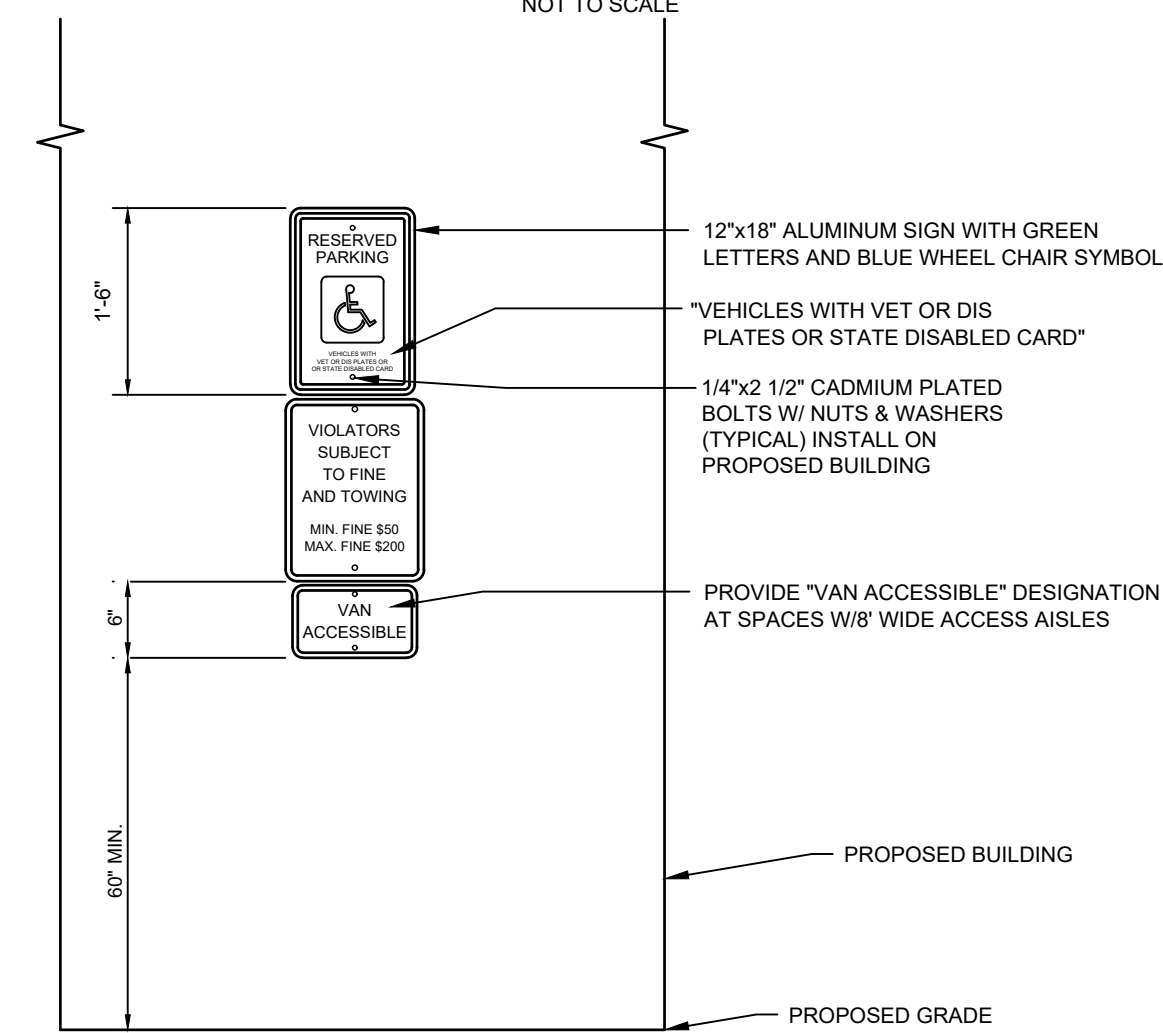 NOT TO SCALE
1'-6"
RESERVED
PARKING
VEHICLES WITH
VET OR DIS PLATES OR
OR STATE DISABLED CARD
12"x18" ALUMINUM SIGN WITH GREEN
LETTERS AND BLUE WHEEL CHAIR SYMBOL
"VEHICLES WITH VET OR DIS
PLATES OR STATE DISABLED CARD"
1/4"x2 1/2" CADMIUM PLATED
BOLTS W/ NUTS & WASHERS
(TYPICAL) INSTALL ON
PROPOSED BUILDING
VIOLATORS
SUBJECT
TO FINE
AND TOWING
MIN. FINE $50
MAX. FINE $200
6"
VAN
ACCESSIBLE
PROVIDE "VAN ACCESSIBLE" DESIGNATION
AT SPACES W/8' WIDE ACCESS AISLES
60" MIN.
PROPOSED BUILDING
PROPOSED GRADE